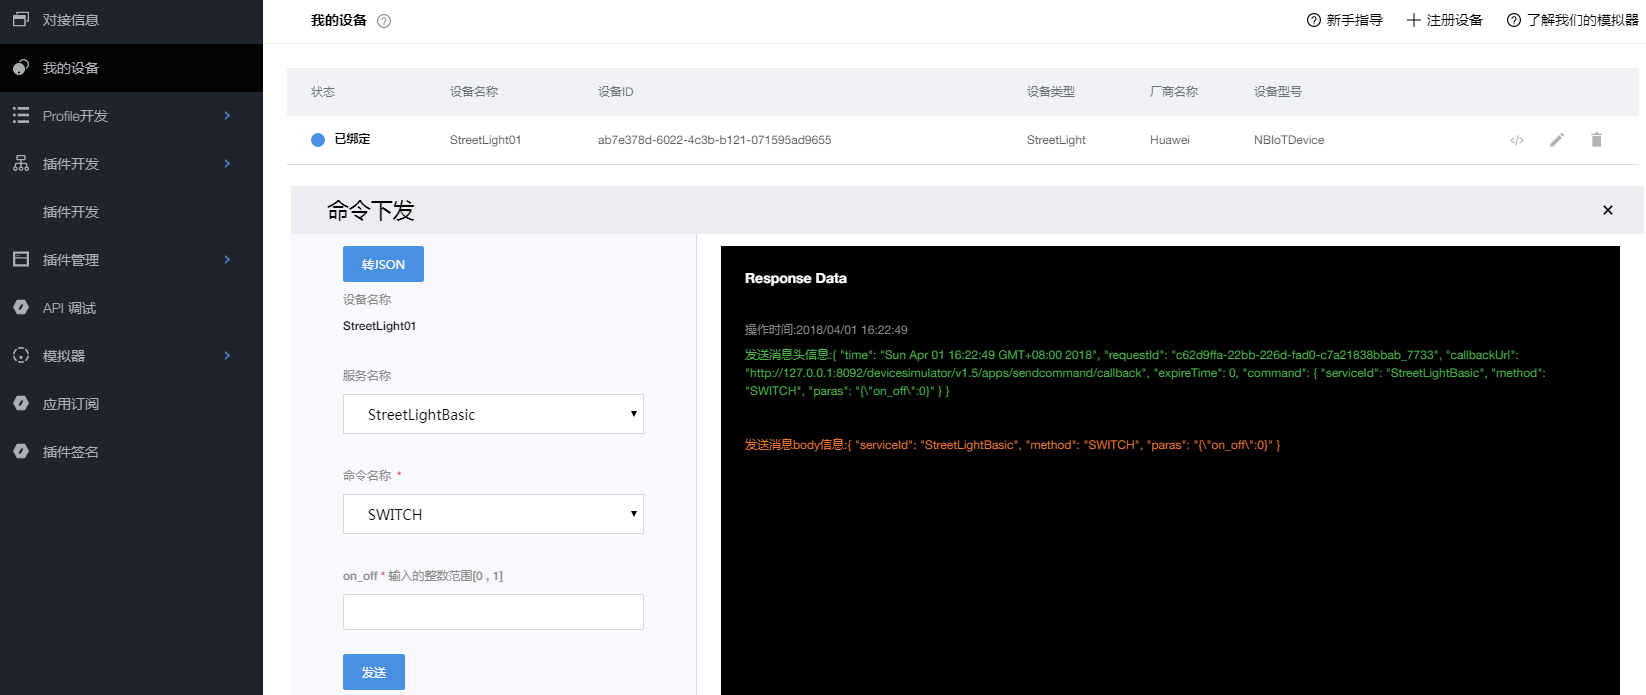 对接信息
我的设备
Profile开发
插件开发
插件开发
插件管理
API 调试
模拟器
应用订阅
插件签名
我的设备
新手指导
注册设备
了解我们的模拟器
状态 设备名称 设备ID 设备类型 厂商名称 设备型号
已绑定 StreetLight01 ab7e378d-6022-4c3b-b121-071595ad9655 StreetLight Huawei NBIoTDevice
命令下发
转JSON
设备名称
StreetLight01
服务名称
StreetLightBasic
命令名称 *
SWITCH
on_off * 输入的整数范围[0 , 1]
发送
Response Data
操作时间:2018/04/01 16:22:49
发送消息头信息:{ "time": "Sun Apr 01 16:22:49 GMT+08:00 2018", "requestId": "c62d9ffa-22bb-226d-fad0-c7a21838bbab_7733", "callbackUrl":
"http://127.0.0.1:8092/devicesimulator/v1.5/apps/sendcommand/callback", "expireTime": 0, "command": { "serviceId": "StreetLightBasic", "method":
"SWITCH", "paras": "{\"on_off\":0}" } }
发送消息body信息:{ "serviceId": "StreetLightBasic", "method": "SWITCH", "paras": "{\"on_off\":0}" }